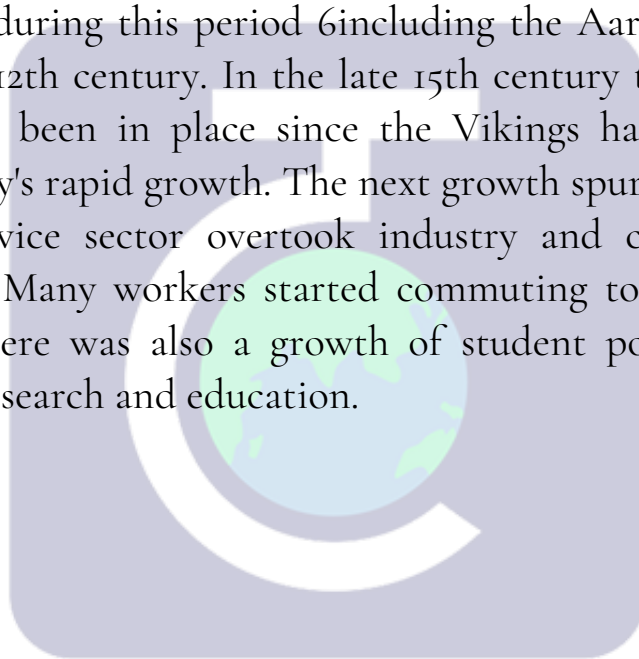 during this period 6including the Aar
12th century. In the late 15th century t
been in place since the Vikings ha
y's rapid growth. The next growth spur
vice sector overtook industry and c
Many workers started commuting to
ere was also a growth of student po
search and education.